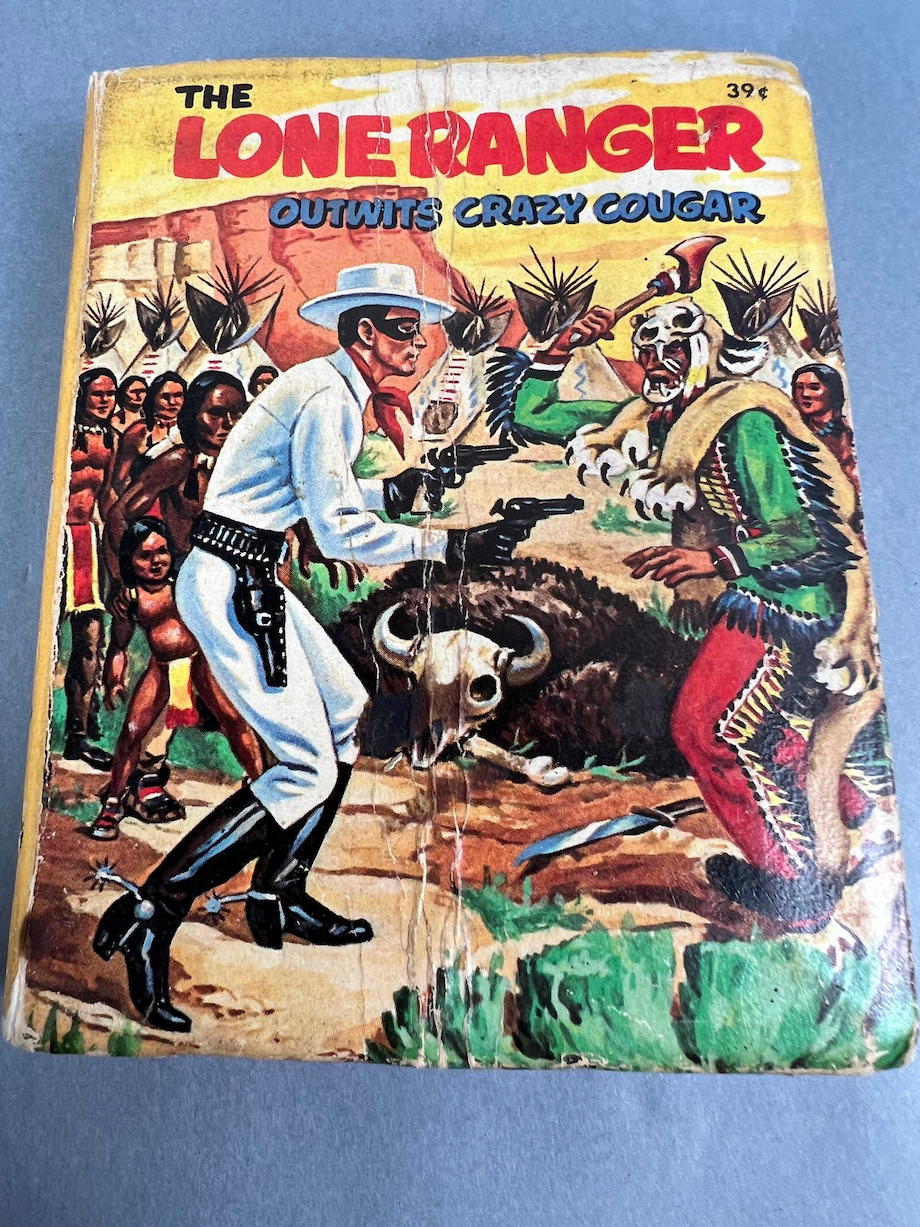 THE
39¢
LONE RANGER
OUTWITS CRAZY COUGAR